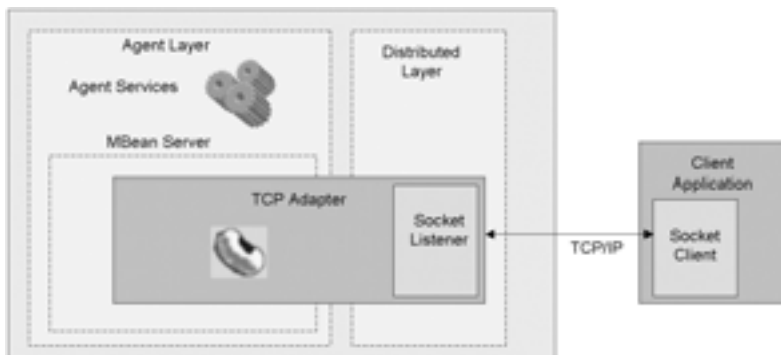 Agent Layer
Agent Services
MBean Server
Distributed
Layer
TCP Adapter
Socket
Listener
TCP/IP
Client
Application
Socket
Client